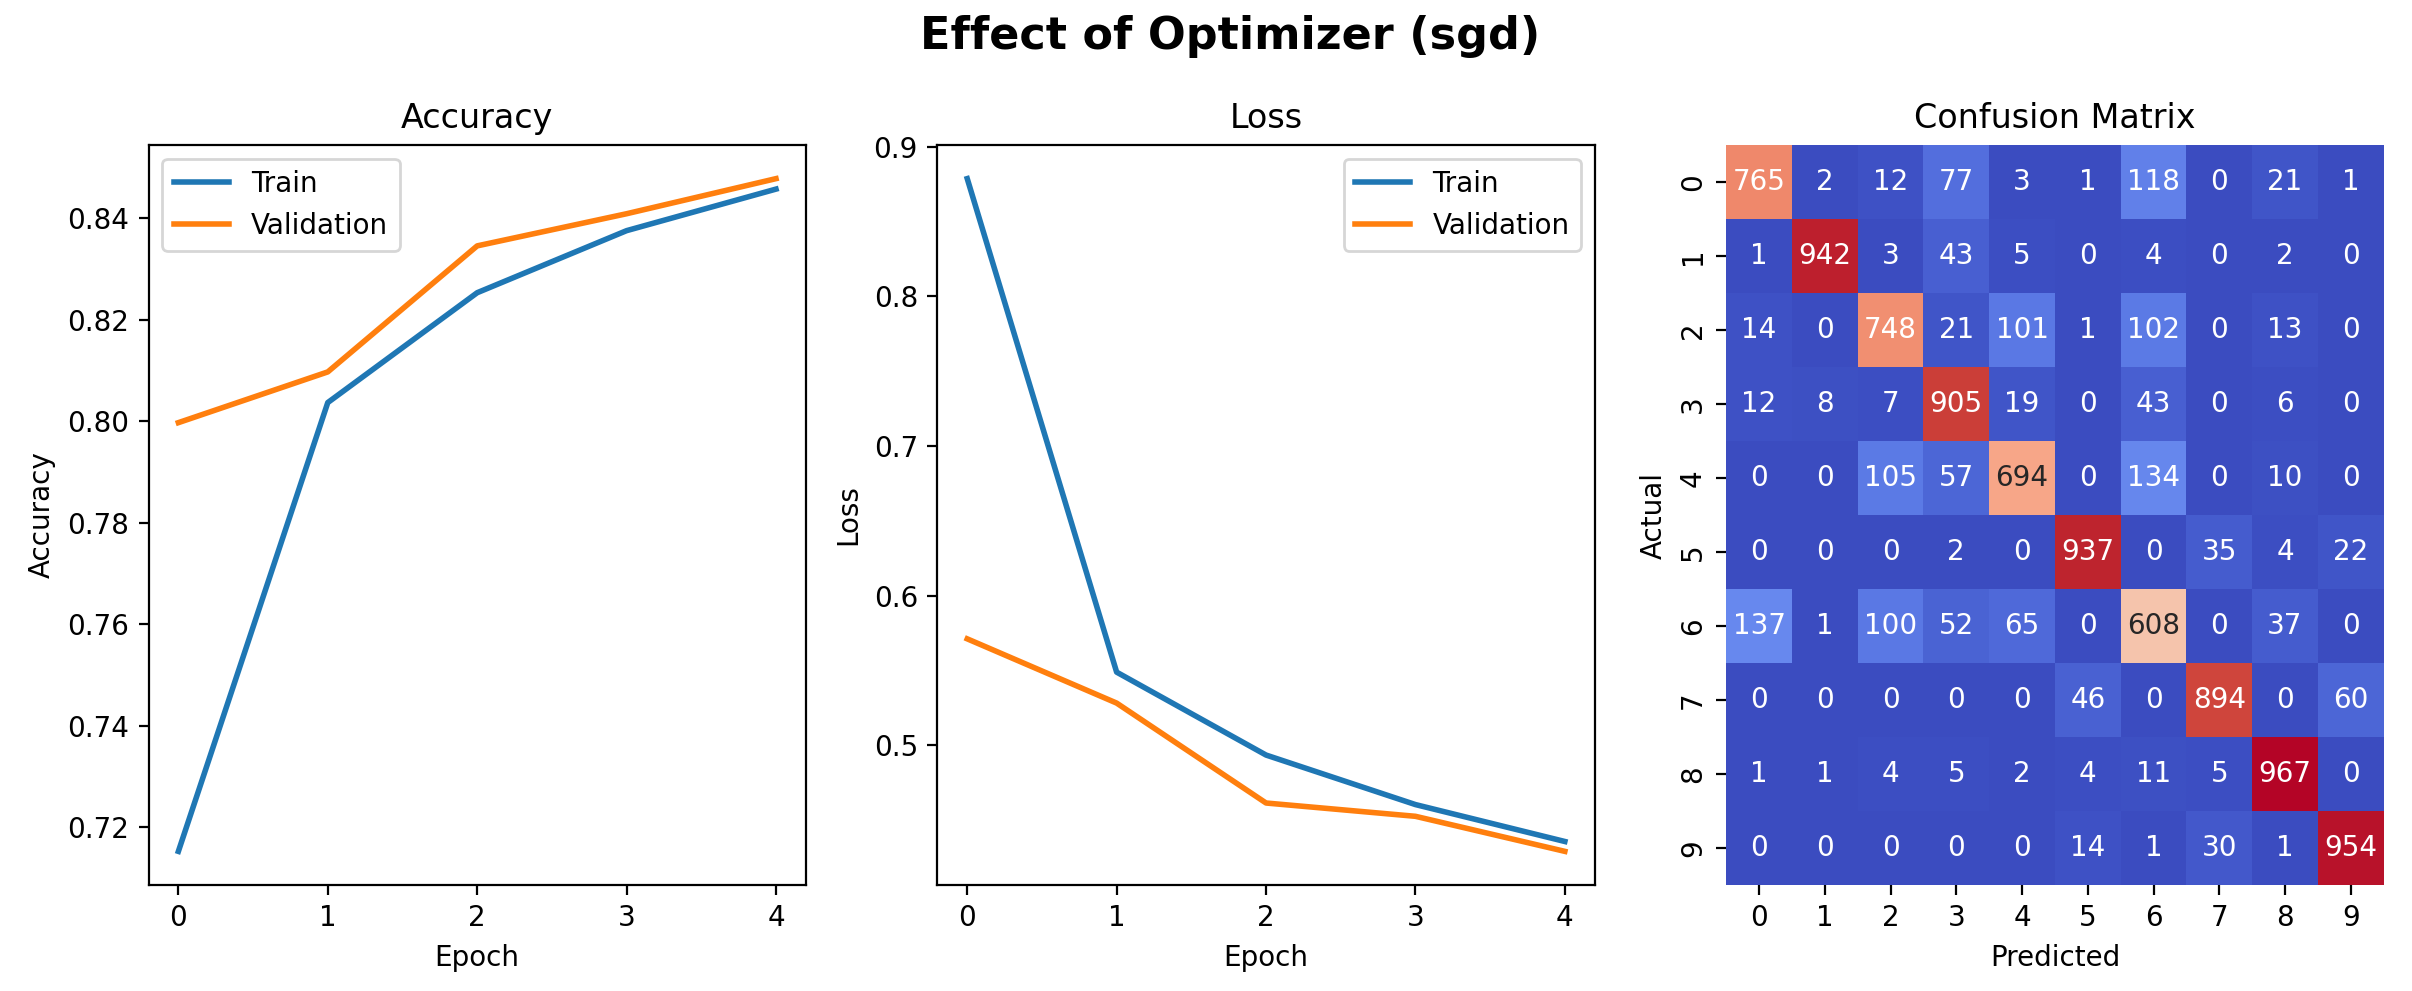 Effect of Optimizer (sgd)
Accuracy
Train
Validation
0.84
0.82
0.80
0.78
0.76
0.74
0.72
Accuracy
0 1 2 3 4
Epoch
Loss
Train
Validation
0.9
0.8
0.7
0.6
0.5
Loss
0 1 2 3 4
Epoch
Confusion Matrix
Actual
0 765 2 12 77 3 1 118 0 21 1
1 1 942 3 43 5 0 4 0 2 0
2 14 0 748 21 101 1 102 0 13 0
3 12 8 7 905 19 0 43 0 6 0
4 0 0 105 57 694 0 134 0 10 0
5 0 0 0 2 0 937 0 35 4 22
6 137 1 100 52 65 0 608 0 37 0
7 0 0 0 0 0 46 0 894 0 60
8 1 1 4 5 2 4 11 5 967 0
9 0 0 0 0 0 14 1 30 1 954
0 1 2 3 4 5 6 7 8 9
Predicted